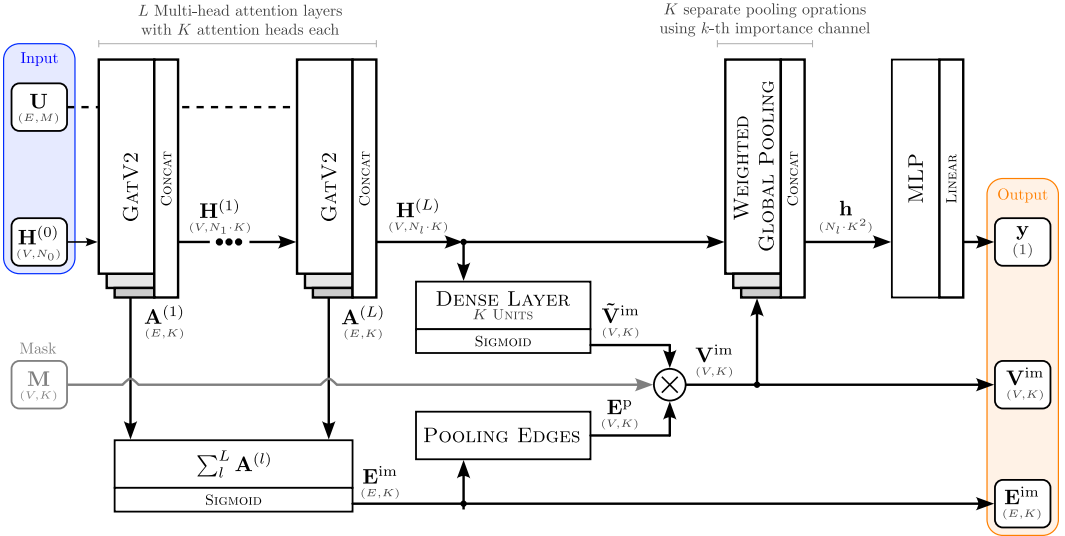 L Multi-head attention layers
with K attention heads each
K separate pooling oprations
using k-th importance channel
Input
U
(E,M)
H(0)
(V,N0)
GatV2
Concat
H(1)
(V,N1·K)
•••
GatV2
Concat
H(L)
(V,Nl·K)
Weighted
Global Pooling
Concat
h
(Nl·K²)
MLP
Linear
Output
y
(1)
A(1)
(E,K)
A(L)
(E,K)
Dense Layer
K Units
Sigmoid
Ṽim
(V,K)
Mask
M
(V,K)
×
Vim
(V,K)
Vim
(V,K)
Pooling Edges
Ep
(V,K)
∑lL A(l)
Sigmoid
Eim
(E,K)
Eim
(E,K)